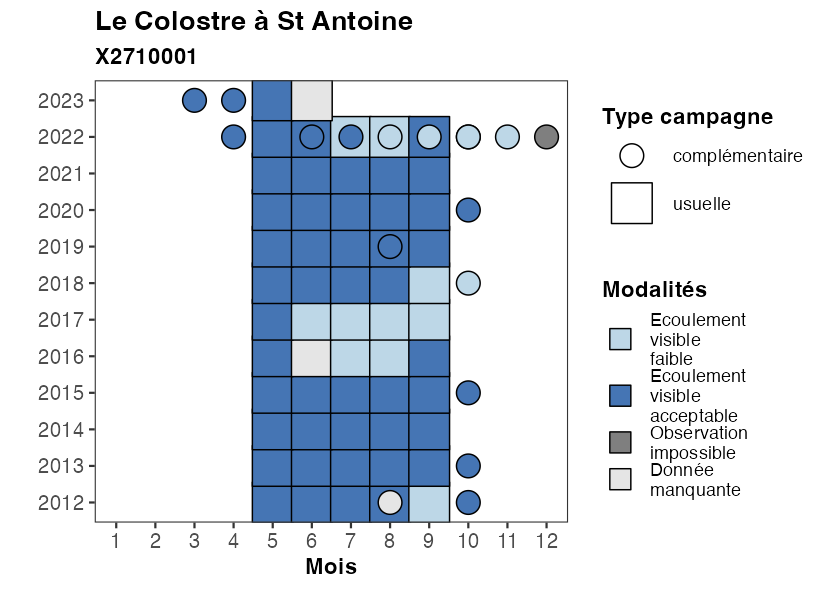 Le Colostre à St Antoine
X2710001
2023
2022
2021
2020
2019
2018
2017
2016
2015
2014
2013
2012
1 2 3 4 5 6 7 8 9 10 11 12
Mois
Type campagne
complémentaire
usuelle
Modalités
Ecoulement
visible
faible
Ecoulement
visible
acceptable
Observation
impossible
Donnée
manquante